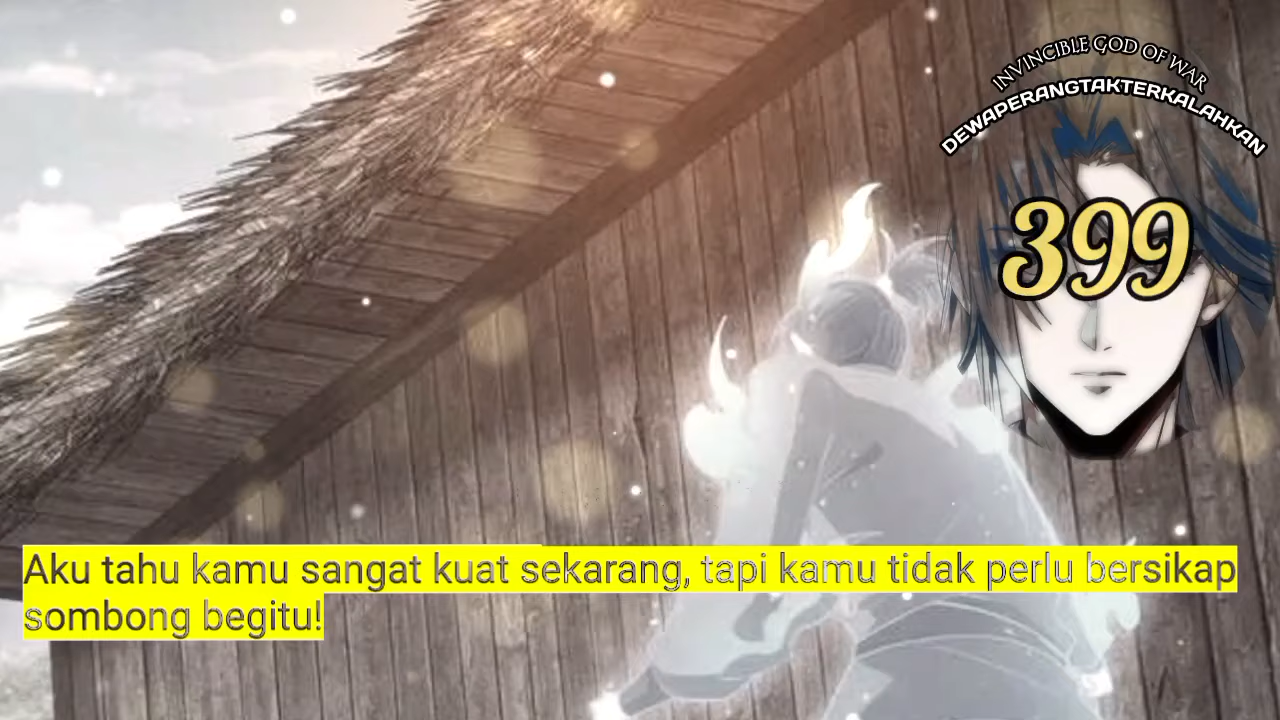 INVINCIBLE GOD OF WAR
DEWAPERANGTAKTERKALAHKAN
399
Aku tahu kamu sangat kuat sekarang, tapi kamu tidak perlu bersikap
sombong begitu!